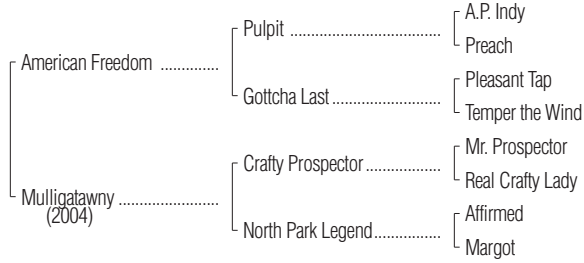 A.P. Indy
Pulpit
Preach
American Freedom
Pleasant Tap
Gottcha Last
Temper the Wind
Mr. Prospector
Crafty Prospector
Real Crafty Lady
Mulligatawny
(2004)
Affirmed
North Park Legend
Margot